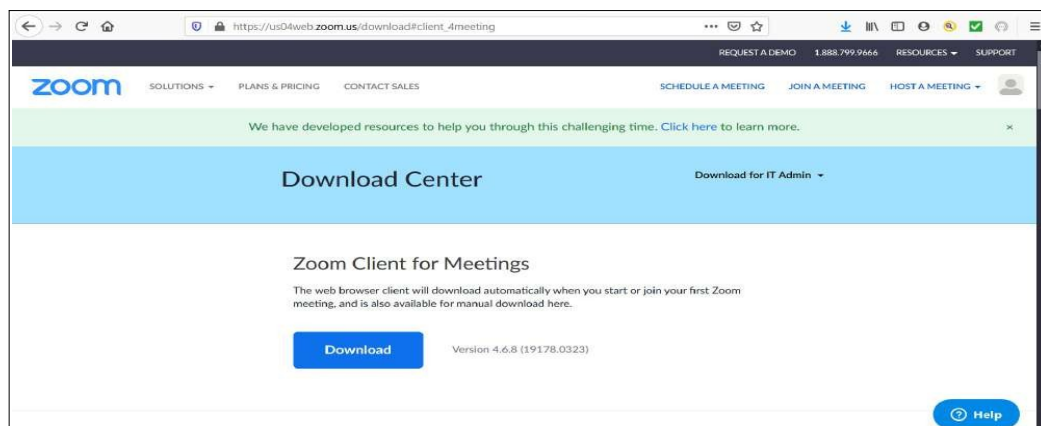 https://us04web.zoom.us/download#client_4meeting
REQUEST A DEMO 1.888.799.9666 RESOURCES SUPPORT
zoom SOLUTIONS PLANS & PRICING CONTACT SALES SCHEDULE A MEETING JOIN A MEETING HOST A MEETING
We have developed resources to help you through this challenging time. Click here to learn more. ×
Download Center Download for IT Admin
Zoom Client for Meetings
The web browser client will download automatically when you start or join your first Zoom
meeting, and is also available for manual download here.
Download Version 4.6.8 (19178.0323)
Help